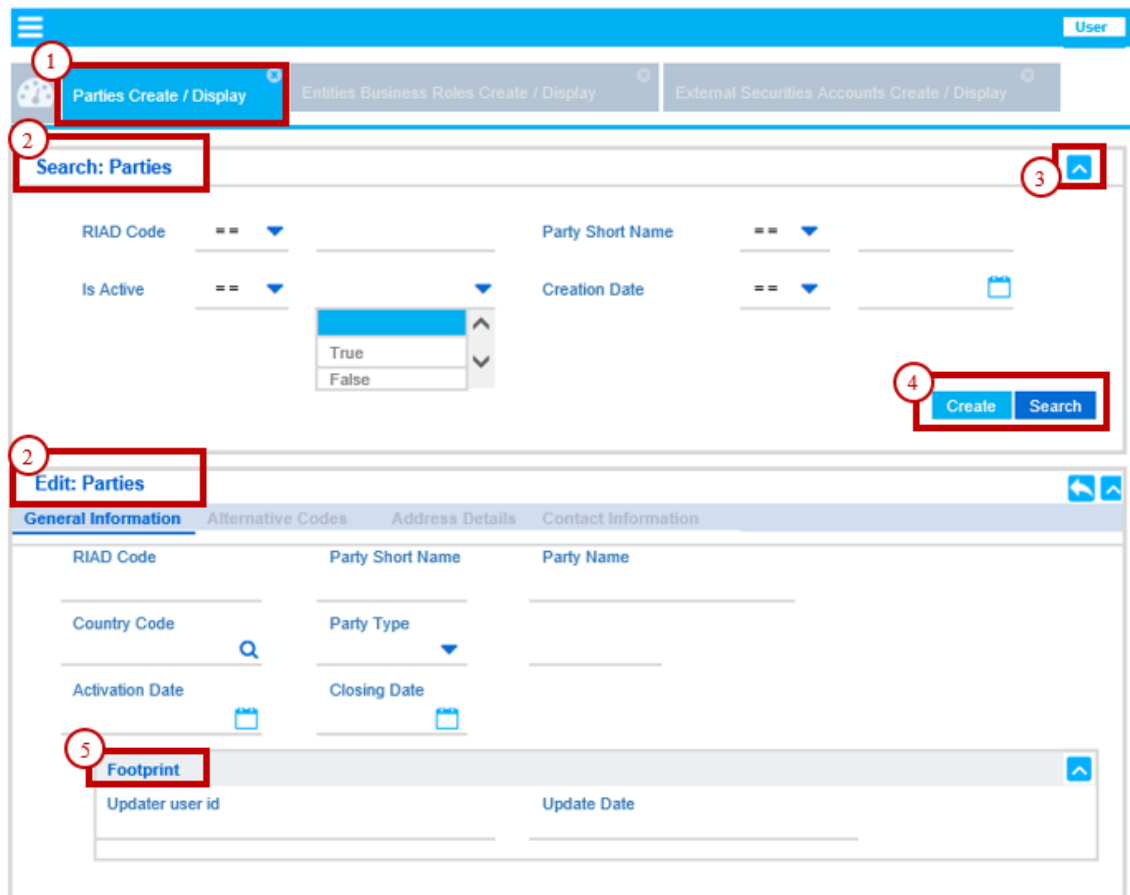 User
1
Parties Create / Display
Entities Business Roles Create / Display
External Securities Accounts Create / Display
2
Search: Parties
3
RIAD Code == Party Short Name ==
Is Active == Creation Date ==
True
False
4
Create Search
2
Edit: Parties
General Information Alternative Codes Address Details Contact Information
RIAD Code Party Short Name Party Name
Country Code Party Type
Activation Date Closing Date
5
Footprint
Updater user id Update Date